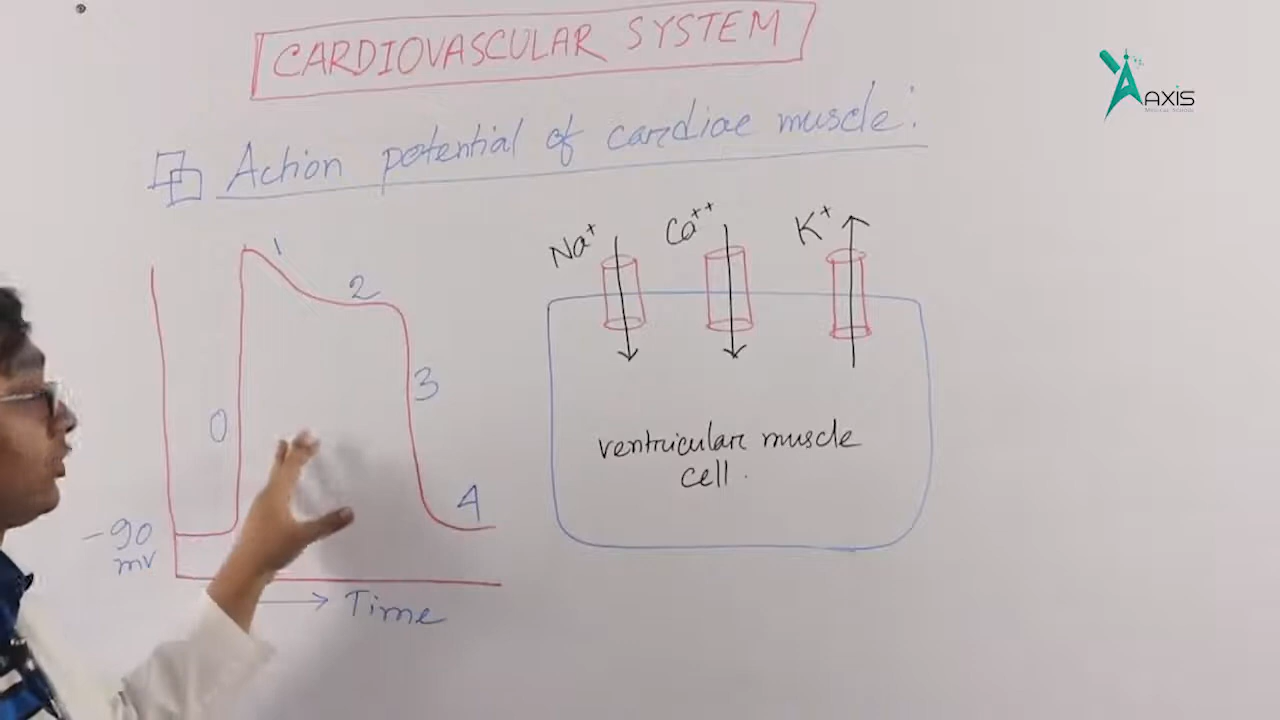 CARDIOVASCULAR SYSTEM
Action potential of cardiac muscle:
AXIS
Na+
Ca++
K+
1
2
3
0
4
ventricular muscle
cell.
-90
mv
Time